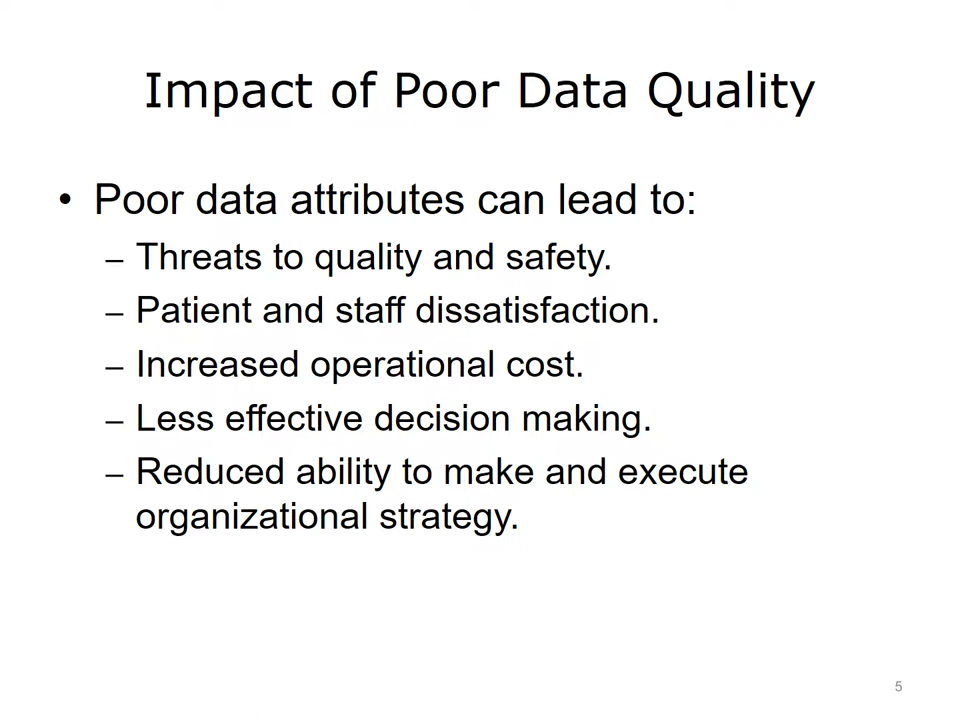 Impact of Poor Data Quality
• Poor data attributes can lead to:
– Threats to quality and safety.
– Patient and staff dissatisfaction.
– Increased operational cost.
– Less effective decision making.
– Reduced ability to make and execute
organizational strategy.
5